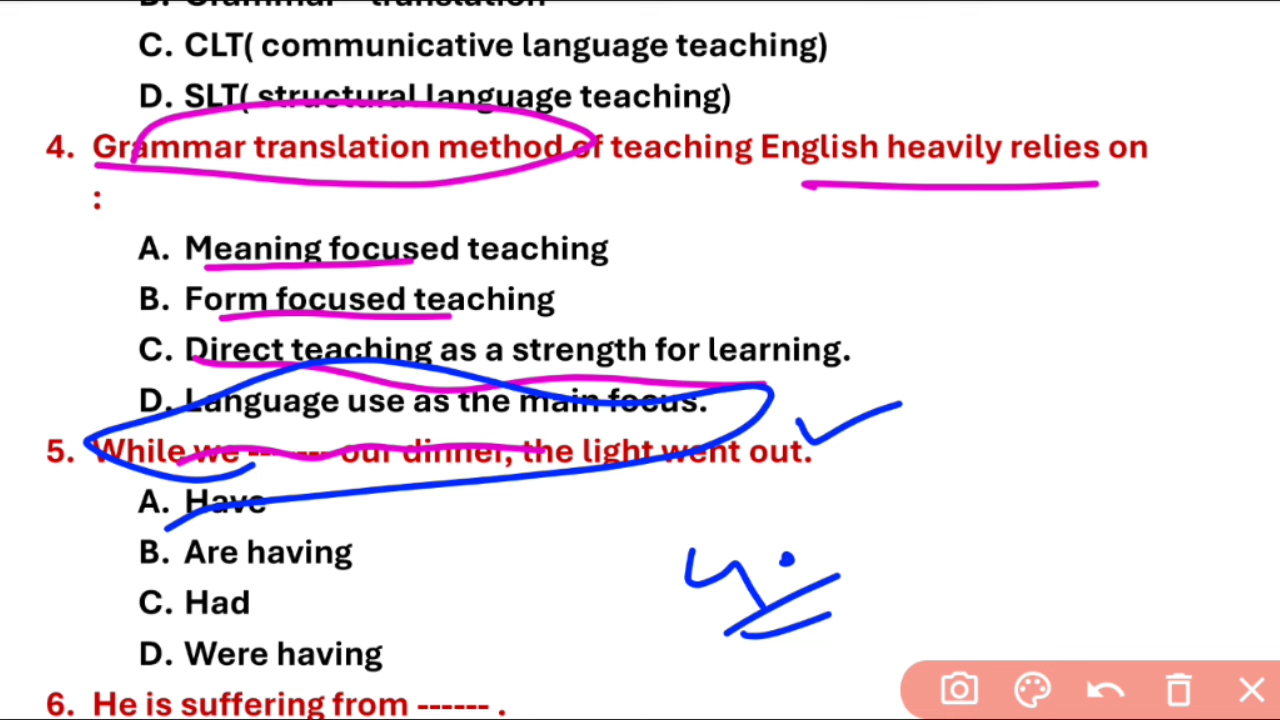 B. Grammar - translation
C. CLT( communicative language teaching)
D. SLT( structural language teaching)
4. Grammar translation method of teaching English heavily relies on
:
A. Meaning focused teaching
B. Form focused teaching
C. Direct teaching as a strength for learning.
D. Language use as the main focus.
5. While we ------- our dinner, the light went out.
A. Have
B. Are having
C. Had
D. Were having
6. He is suffering from ------ .